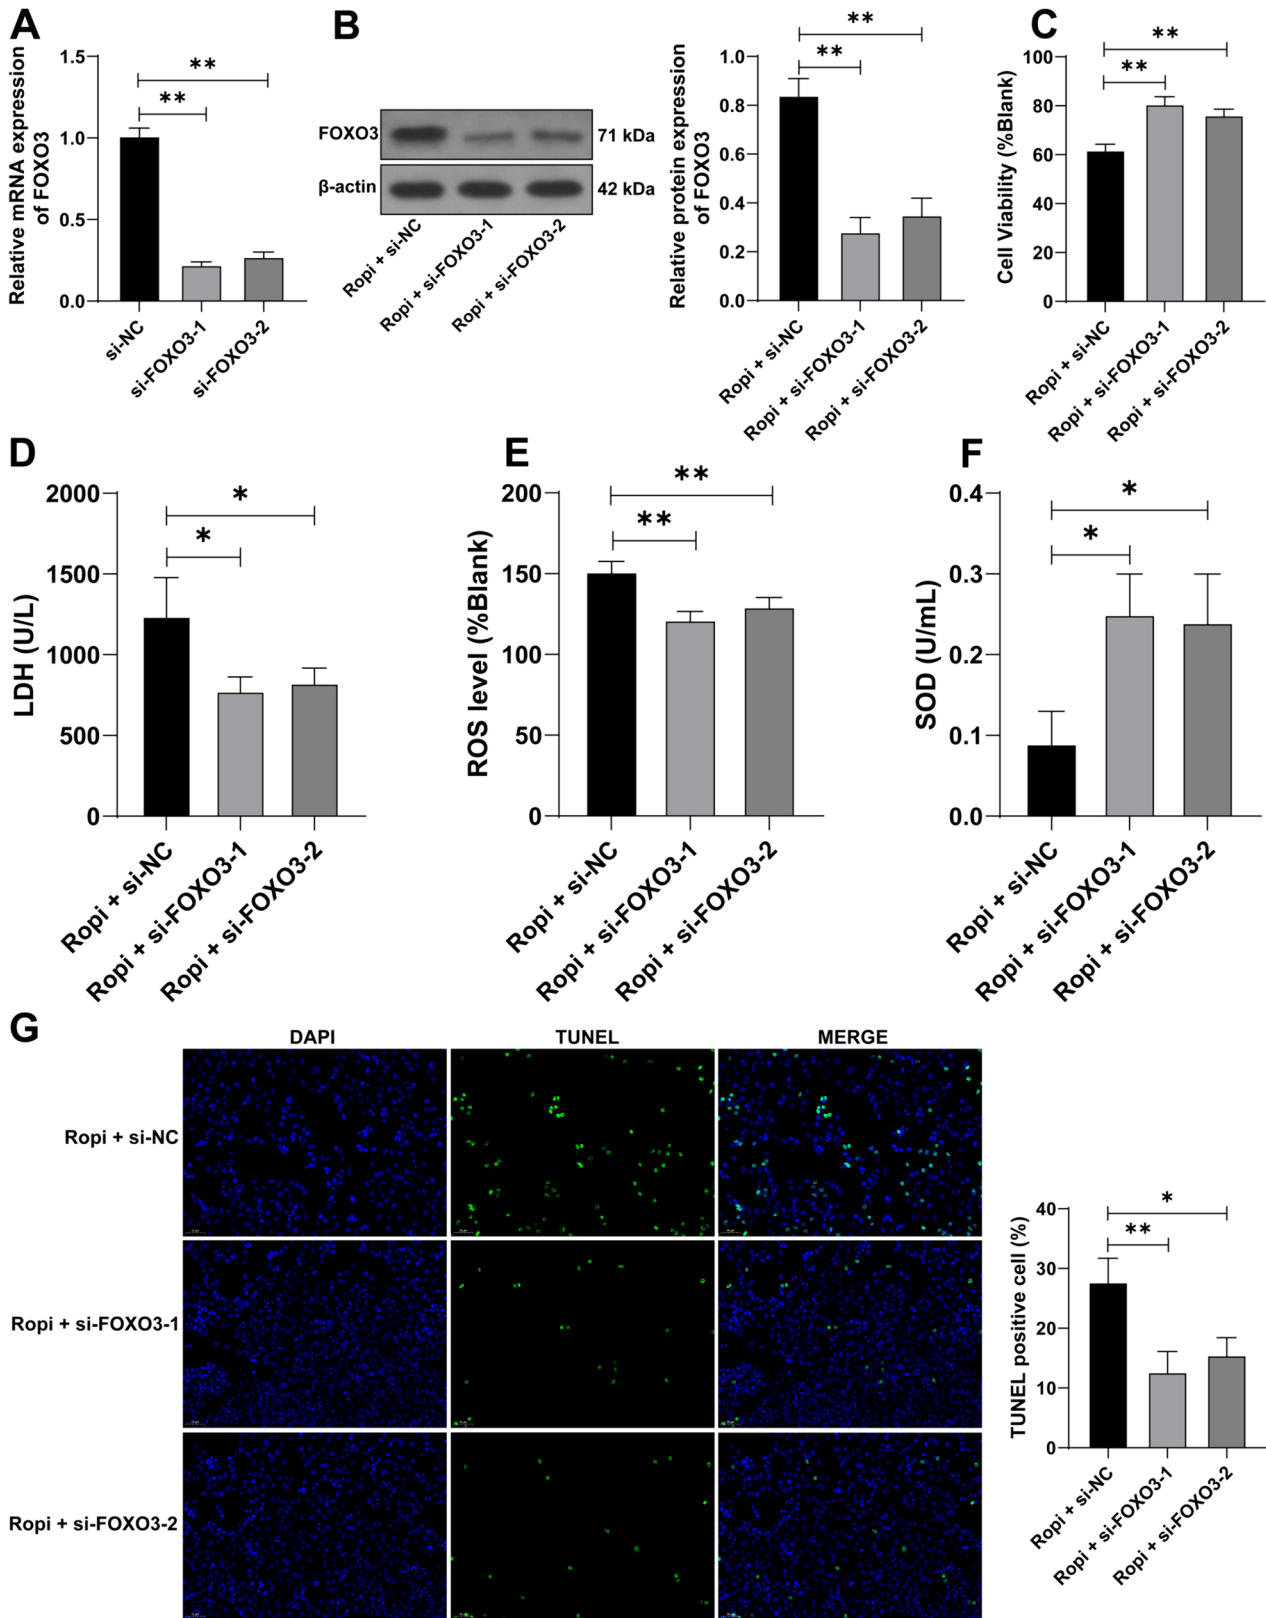 A
Relative mRNA expression
of FOXO3
1.5
1.0
0.5
0.0
**
**
si-NC
si-FOXO3-1
si-FOXO3-2
B
FOXO3
71 kDa
β-actin
42 kDa
Ropi + si-NC
Ropi + si-FOXO3-1
Ropi + si-FOXO3-2
Relative protein expression
of FOXO3
1.0
0.8
0.6
0.4
0.2
0.0
**
**
Ropi + si-NC
Ropi + si-FOXO3-1
Ropi + si-FOXO3-2
C
Cell Viability (%Blank)
100
80
60
40
20
0
**
**
Ropi + si-NC
Ropi + si-FOXO3-1
Ropi + si-FOXO3-2
D
LDH (U/L)
2000
1500
1000
500
0
*
*
Ropi + si-NC
Ropi + si-FOXO3-1
Ropi + si-FOXO3-2
E
ROS level (%Blank)
200
150
100
50
0
**
**
Ropi + si-NC
Ropi + si-FOXO3-1
Ropi + si-FOXO3-2
F
SOD (U/mL)
0.4
0.3
0.2
0.1
0.0
*
*
Ropi + si-NC
Ropi + si-FOXO3-1
Ropi + si-FOXO3-2
G
DAPI
TUNEL
MERGE
Ropi + si-NC
Ropi + si-FOXO3-1
Ropi + si-FOXO3-2
TUNEL positive cell (%)
40
30
20
10
0
*
**
Ropi + si-NC
Ropi + si-FOXO3-1
Ropi + si-FOXO3-2